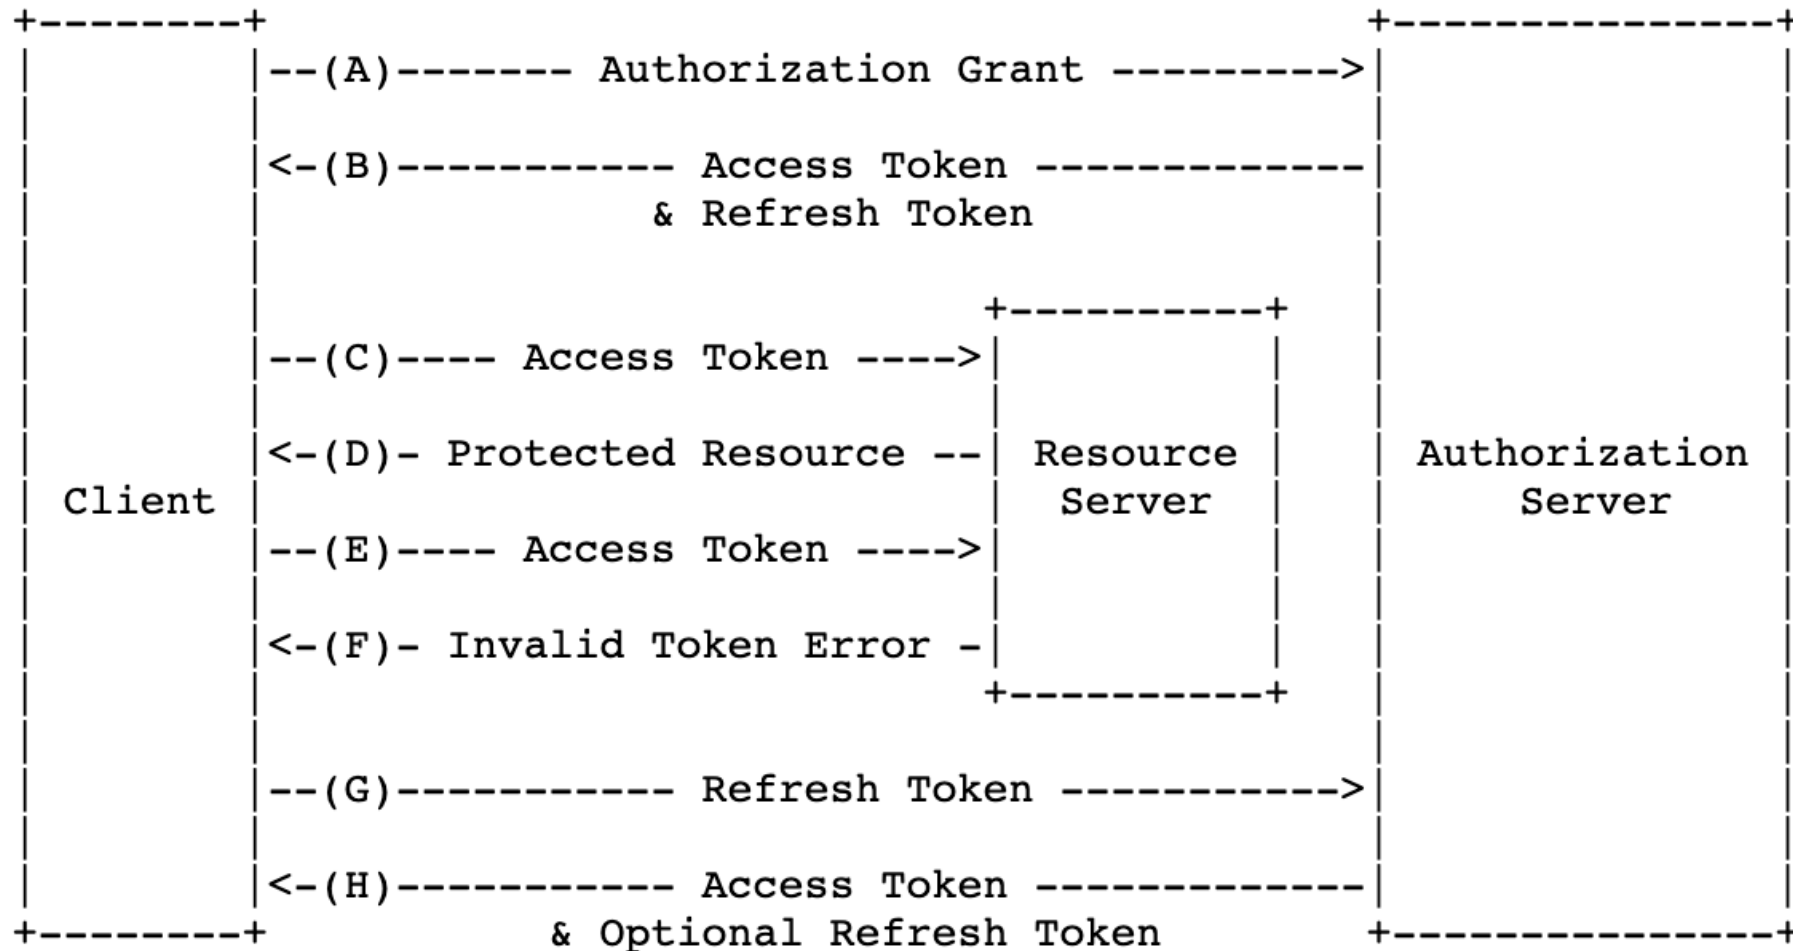 +--------+                                           +---------------+
|        |--(A)------- Authorization Grant --------->|               |
|        |                                           |               |
|        |<-(B)----------- Access Token -------------|               |
|        |               & Refresh Token             |               |
|        |                                           |               |
|        |                            +----------+   |               |
|        |--(C)---- Access Token ---->|          |   |               |
|        |                            |          |   |               |
|        |<-(D)- Protected Resource --| Resource |   | Authorization |
| Client |                            |  Server  |   |     Server    |
|        |--(E)---- Access Token ---->|          |   |               |
|        |                            |          |   |               |
|        |<-(F)- Invalid Token Error -|          |   |               |
|        |                            +----------+   |               |
|        |                                           |               |
|        |--(G)----------- Refresh Token ----------->|               |
|        |                                           |               |
|        |<-(H)----------- Access Token -------------|               |
+--------+           & Optional Refresh Token        +---------------+